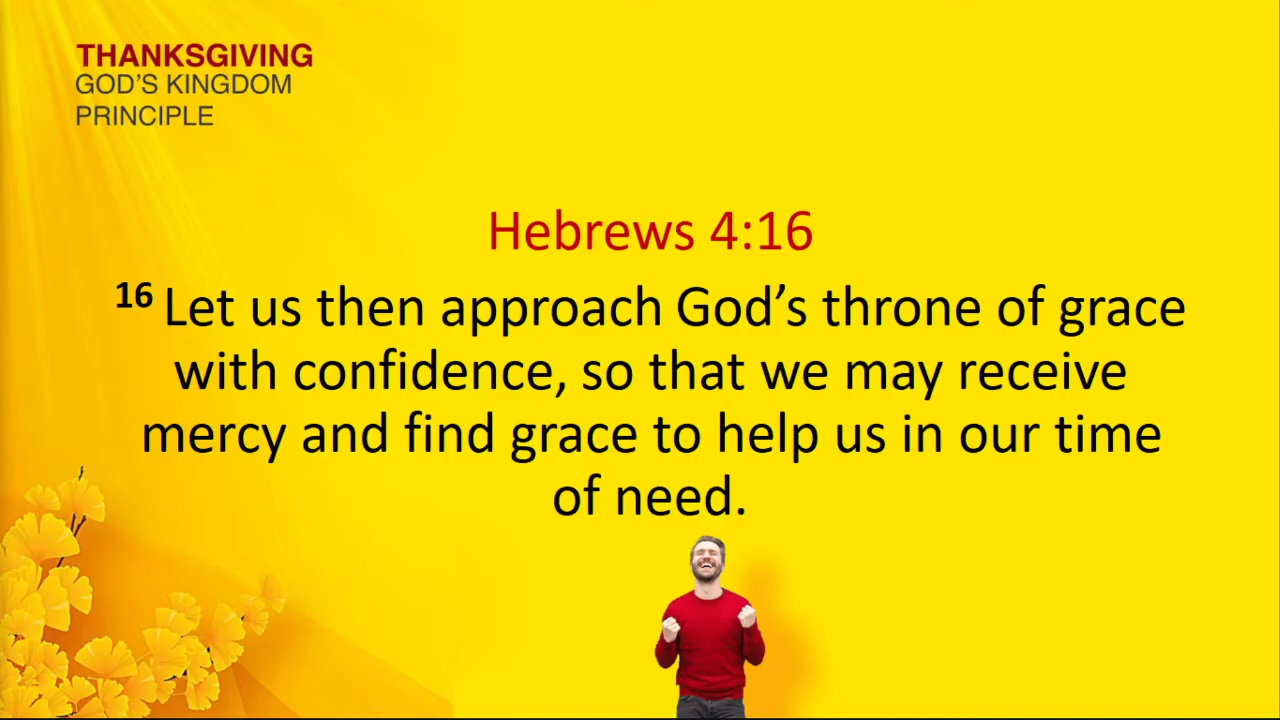 THANKSGIVING
GOD'S KINGDOM
PRINCIPLE
Hebrews 4:16
16 Let us then approach God’s throne of grace
with confidence, so that we may receive
mercy and find grace to help us in our time
of need.